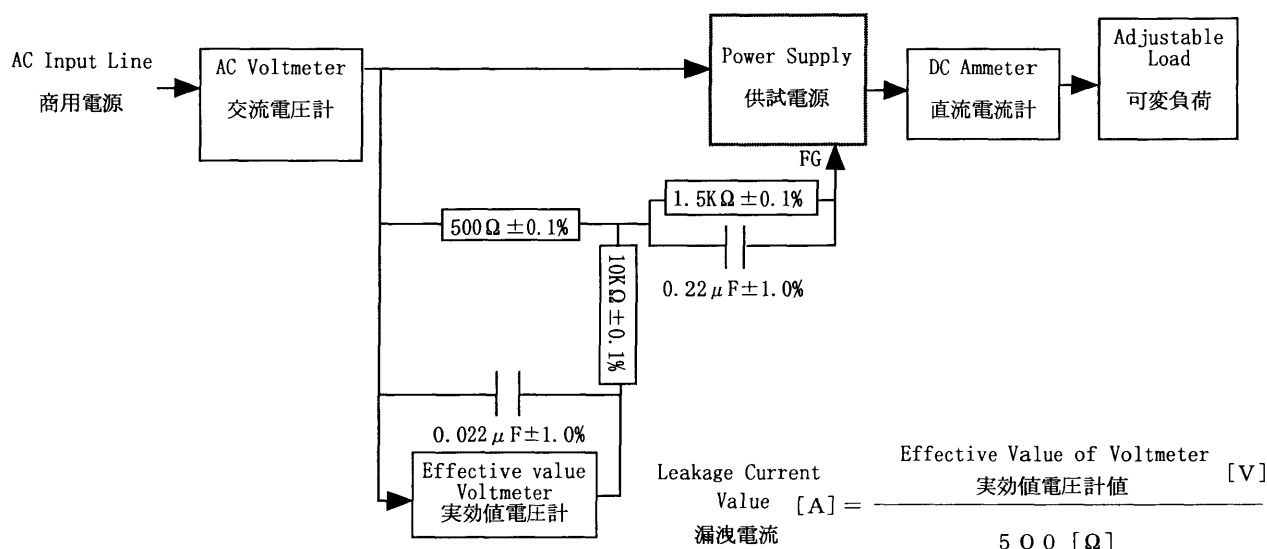 AC Input Line
商用電源
AC Voltmeter
交流電圧計
Power Supply
供試電源
DC Ammeter
直流電流計
Adjustable
Load
可変負荷
FG
1.5KΩ±0.1%
500Ω±0.1%
10KΩ±0.1%
0.22μF±1.0%
0.022μF±1.0%
Effective value
Voltmeter
実効値電圧計
Leakage Current
Value [A]=
漏洩電流
Effective Value of Voltmeter
実効値電圧計値 [V]
500[Ω]